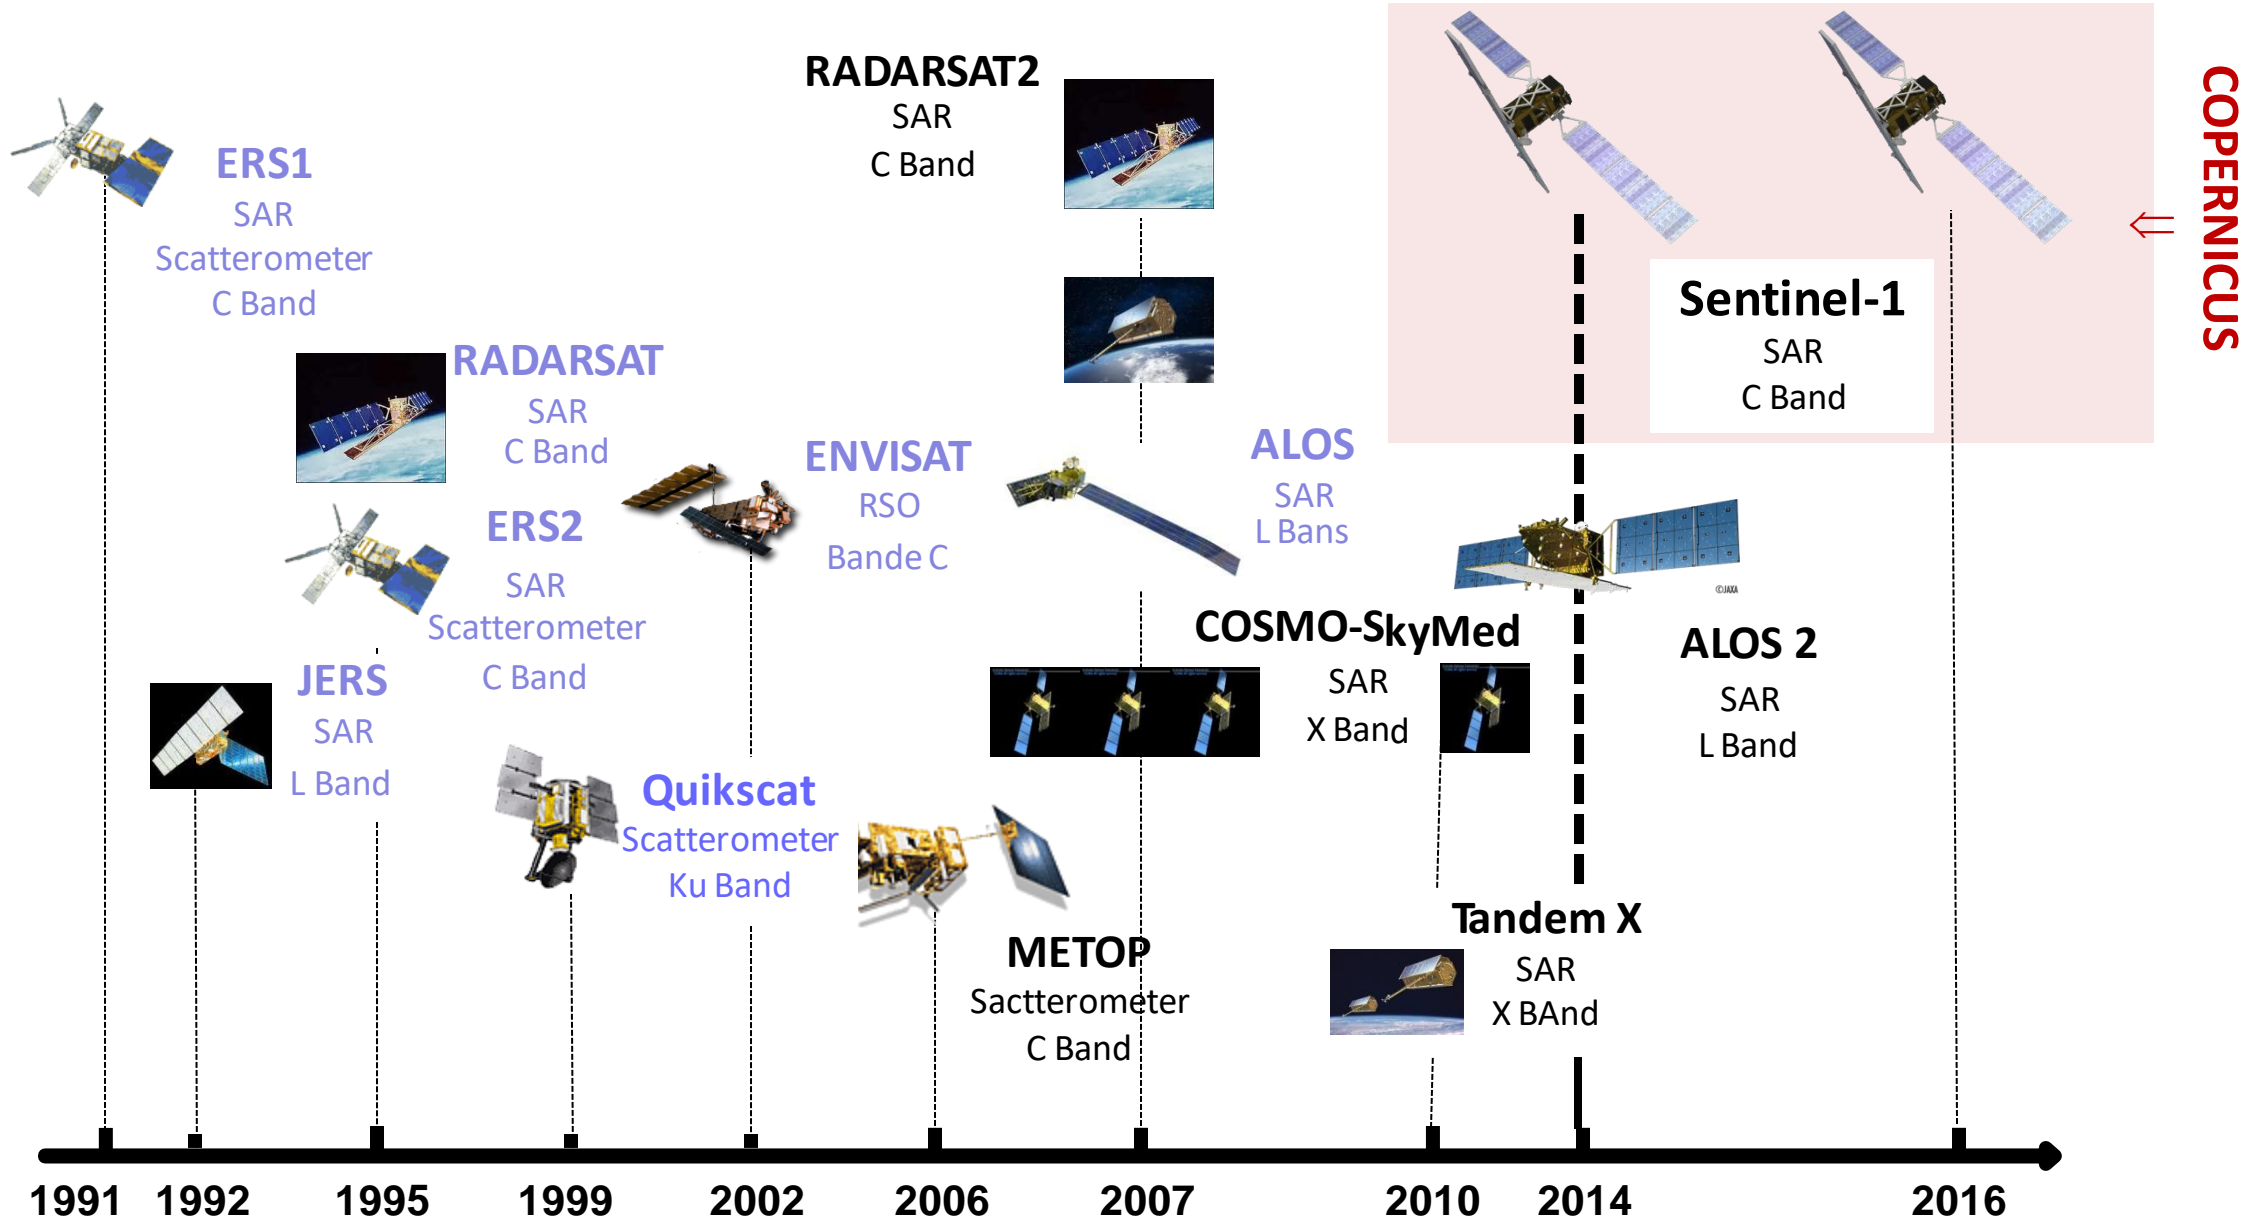 RADARSAT2
SAR
C Band
COPERNICUS
⇐
ERS1
SAR
Scatterometer
C Band
Sentinel-1
SAR
C Band
RADARSAT
SAR
C Band
ENVISAT
RSO
Bande C
ALOS
SAR
L Bans
ERS2
SAR
Scatterometer
C Band
©JAXA
COSMO-SkyMed
SAR
X Band
ALOS 2
SAR
L Band
JERS
SAR
L Band
Quikscat
Scatterometer
Ku Band
METOP
Sactterometer
C Band
Tandem X
SAR
X BAnd
1991 1992 1995 1999 2002 2006 2007 2010 2014 2016